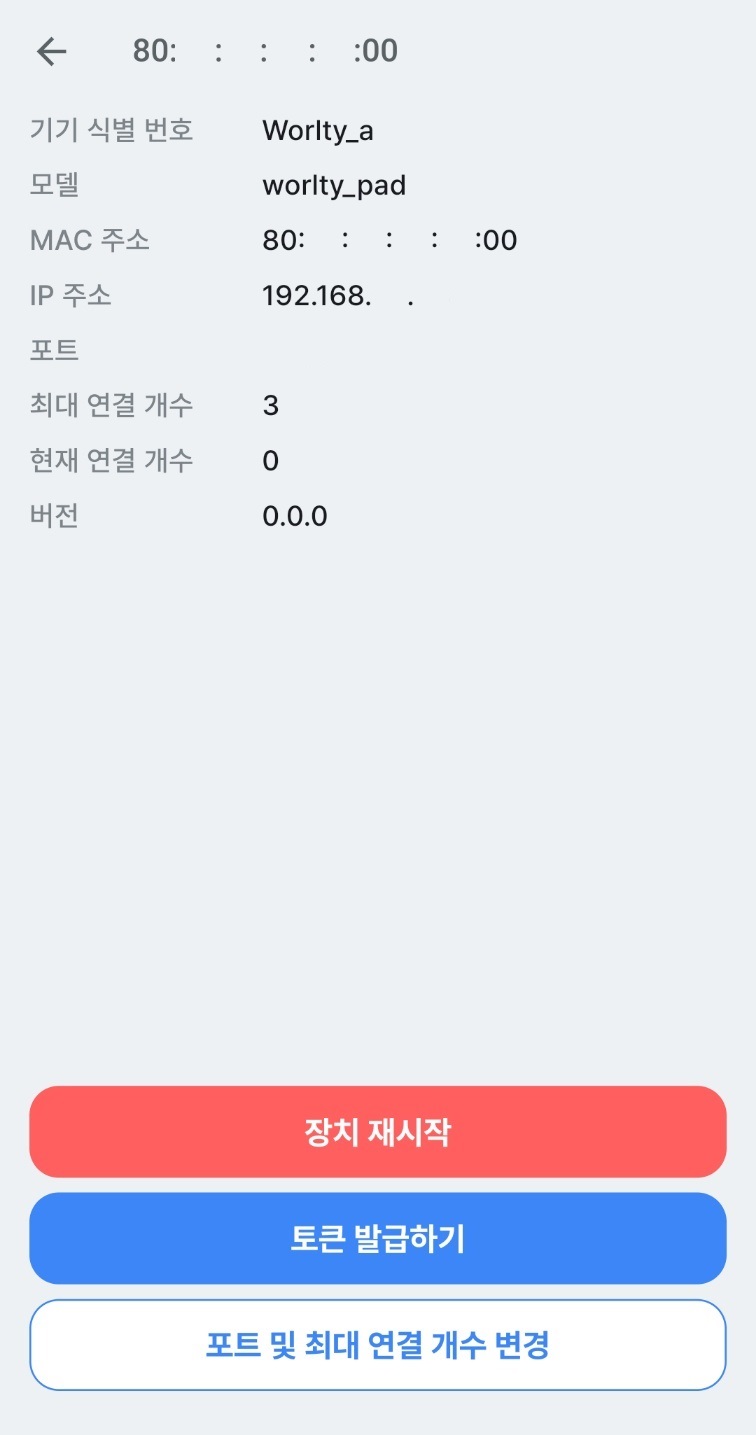 80: : : : :00
기기 식별 번호 Worlty_a
모델 worlty_pad
MAC 주소 80: : : : :00
IP 주소 192.168. .
포트
최대 연결 개수 3
현재 연결 개수 0
버전 0.0.0
장치 재시작
토큰 발급하기
포트 및 최대 연결 개수 변경